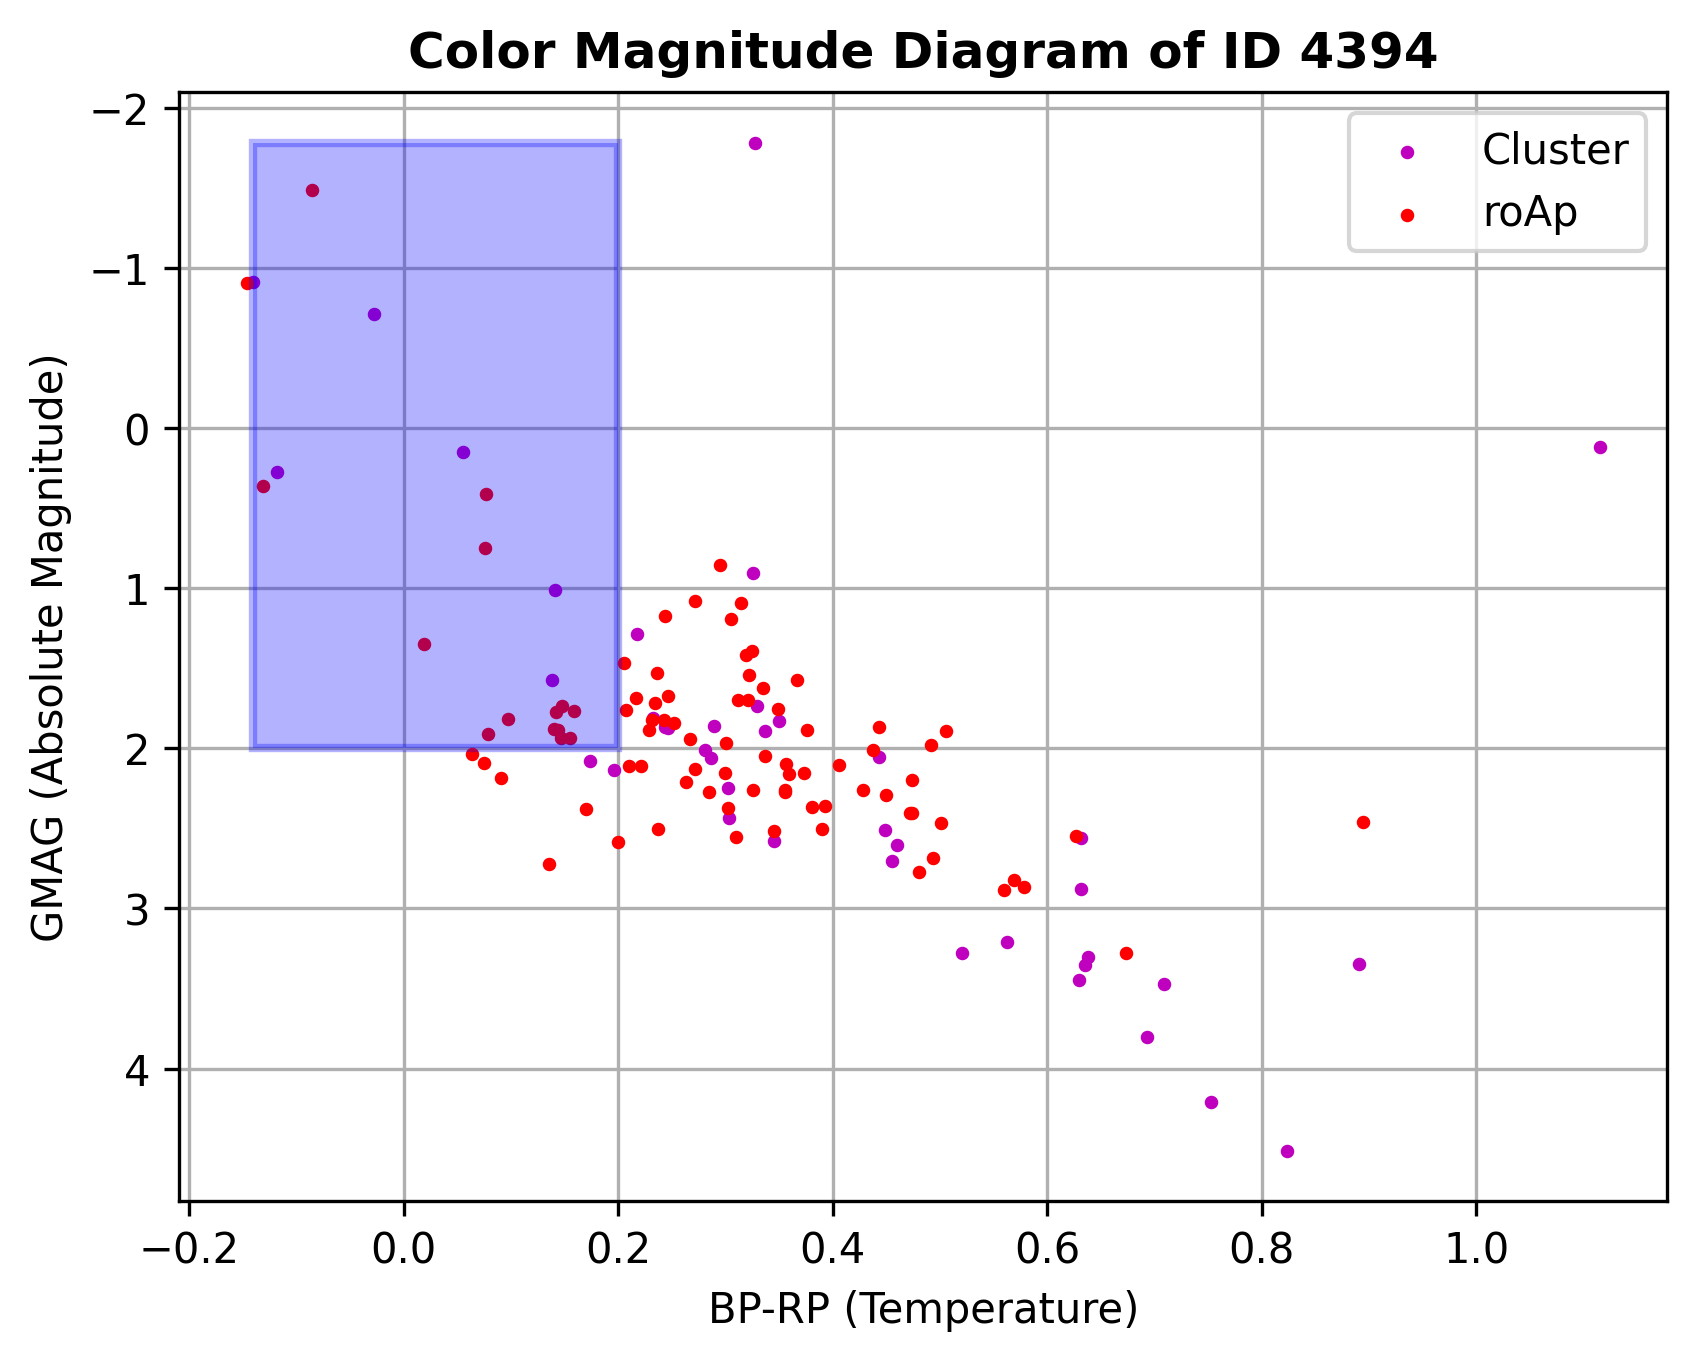 Color Magnitude Diagram of ID 4394
Cluster
roAp
−2
−1
0
1
2
3
4
GMAG (Absolute Magnitude)
−0.2 0.0 0.2 0.4 0.6 0.8 1.0
BP-RP (Temperature)